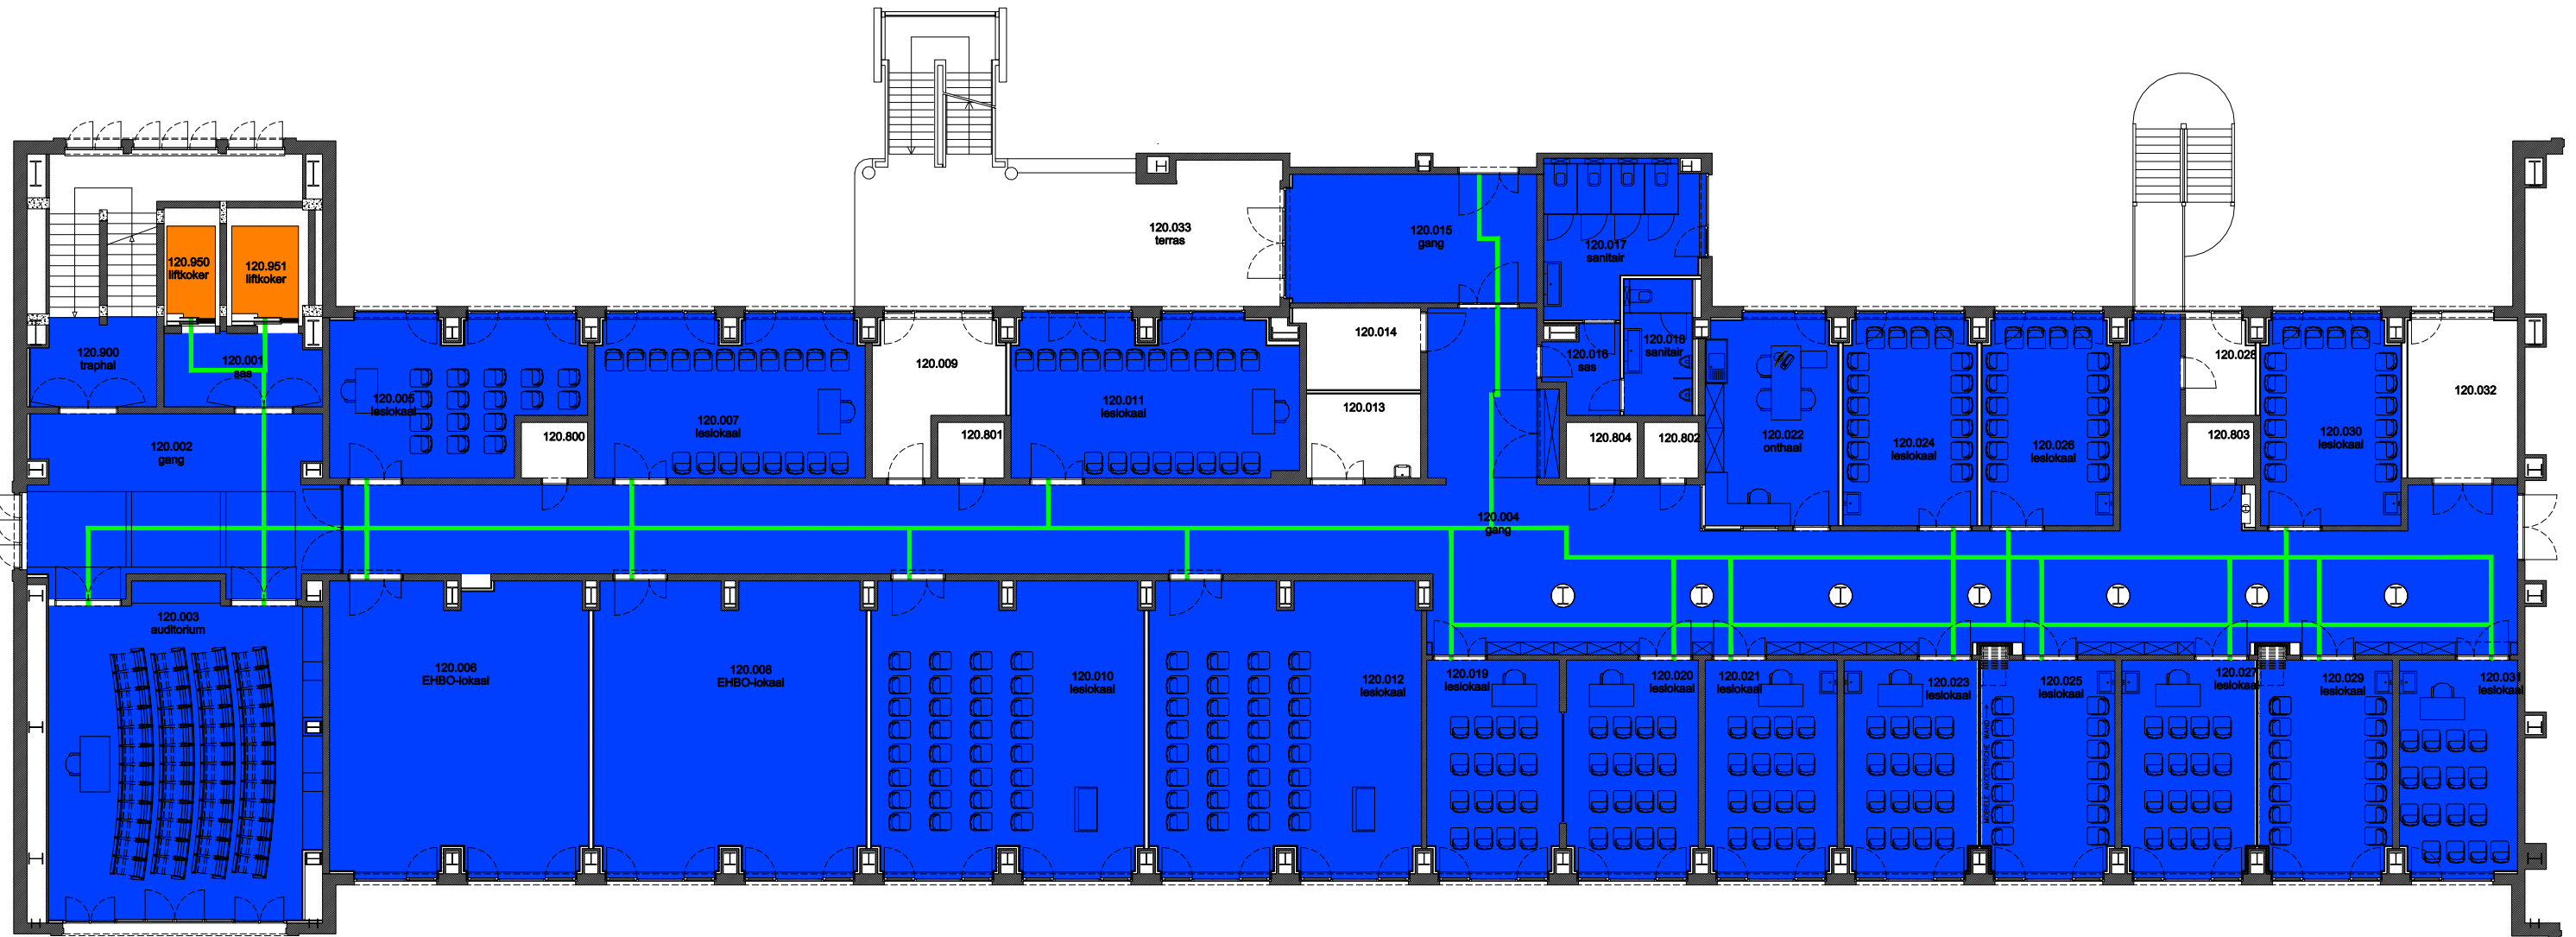 120.033
terras
120.015
gang
120.017
sanitair
120.950
liftkoker
120.951
liftkoker
120.900
traphal
120.001
sas
120.005
leslokaal
120.007
leslokaal
120.009
120.011
leslokaal
120.014
120.013
120.016
sas
120.018
sanitair
120.022
onthaal
120.024
leslokaal
120.026
leslokaal
120.028
120.030
leslokaal
120.032
120.002
gang
120.800
120.801
120.804
120.802
120.803
120.004
gang
120.003
auditorium
120.006
EHBO-lokaal
120.008
EHBO-lokaal
120.010
leslokaal
120.012
leslokaal
120.019
leslokaal
120.020
leslokaal
120.021
leslokaal
120.023
leslokaal
120.025
leslokaal
120.027
leslokaal
120.029
leslokaal
120.031
leslokaal
MOBIELE AKOESTISCHE WAND